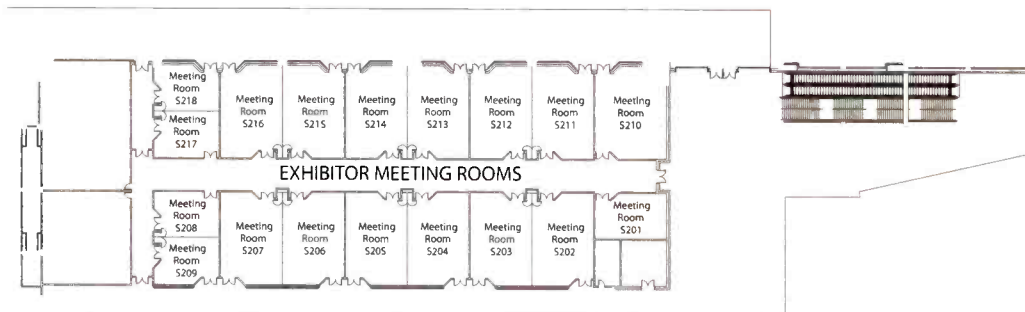 Meeting
Room
S218
Meeting
Room
S217
Meeting
Room
S216
Meeting
Room
S215
Meeting
Room
S214
Meeting
Room
S213
Meeting
Room
S212
Meeting
Room
S211
Meeting
Room
S210
EXHIBITOR MEETING ROOMS
Meeting
Room
S208
Meeting
Room
S209
Meeting
Room
S207
Meeting
Room
S206
Meeting
Room
S205
Meeting
Room
S204
Meeting
Room
S203
Meeting
Room
S202
Meeting
Room
S201